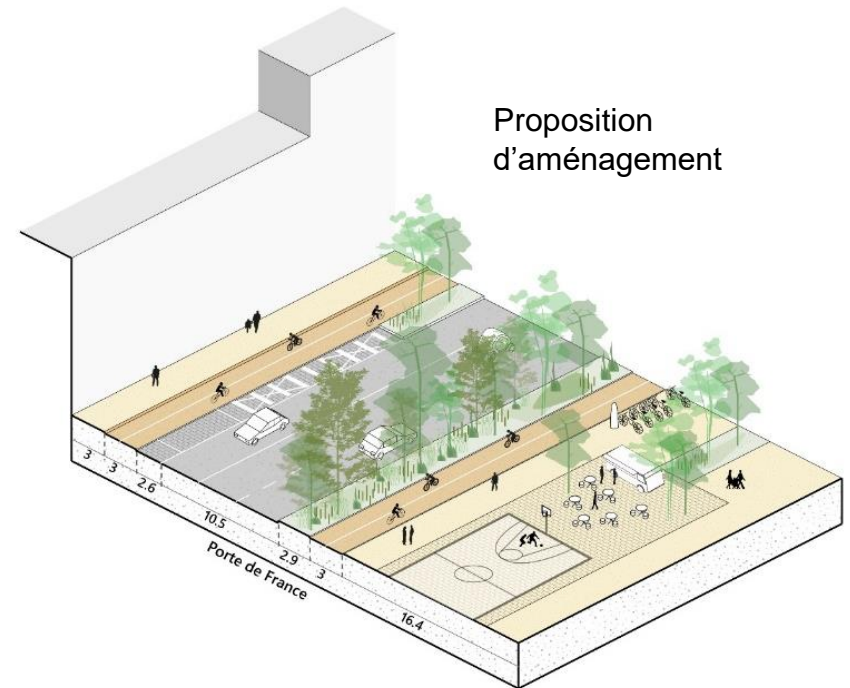 Proposition
d’aménagement
3
3
2.6
10.5
2.9
3
16.4
Porte de France